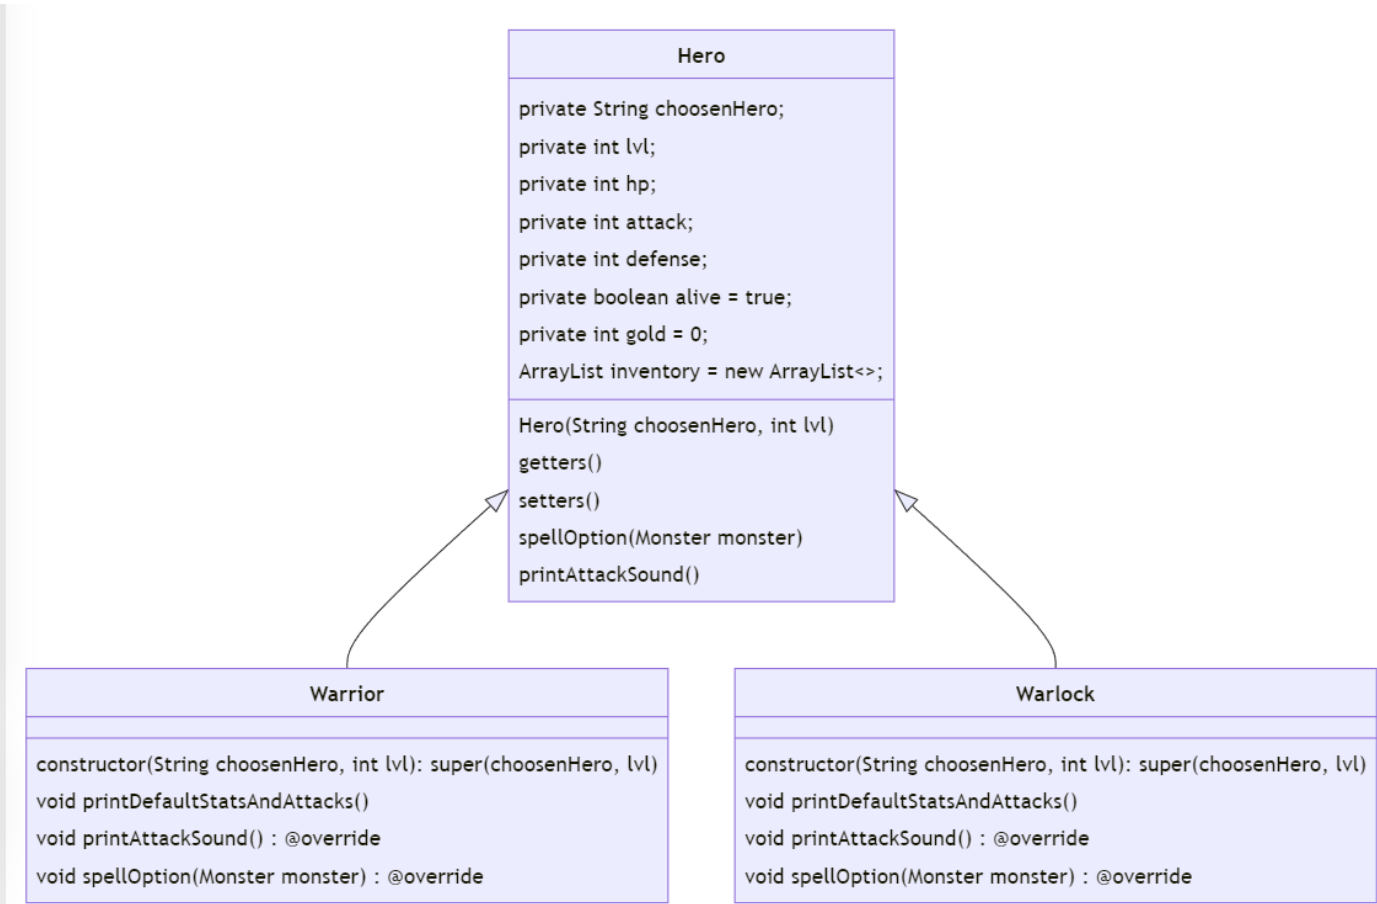 Hero
private String choosenHero;
private int lvl;
private int hp;
private int attack;
private int defense;
private boolean alive = true;
private int gold = 0;
ArrayList inventory = new ArrayList<>;
Hero(String choosenHero, int lvl)
getters()
setters()
spellOption(Monster monster)
printAttackSound()
Warrior
constructor(String choosenHero, int lvl): super(choosenHero, lvl)
void printDefaultStatsAndAttacks()
void printAttackSound() : @override
void spellOption(Monster monster) : @override
Warlock
constructor(String choosenHero, int lvl): super(choosenHero, lvl)
void printDefaultStatsAndAttacks()
void printAttackSound() : @override
void spellOption(Monster monster) : @override